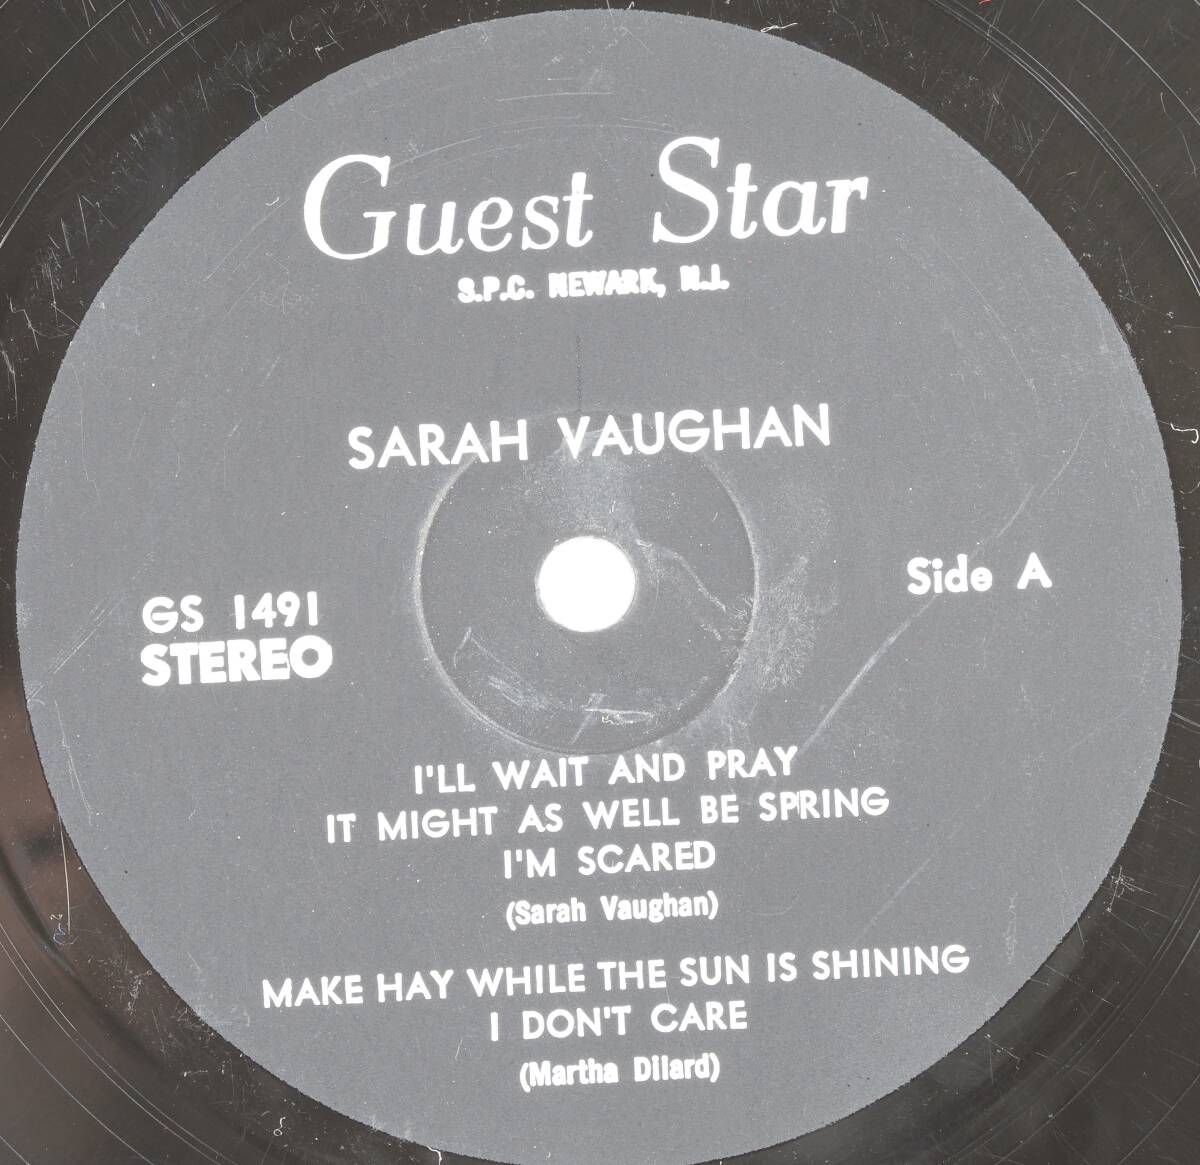 Guest Star
S.P.C. NEWARK, N.J.
SARAH VAUGHAN
Side A
GS 1491
STEREO
I'LL WAIT AND PRAY
IT MIGHT AS WELL BE SPRING
I'M SCARED
(Sarah Vaughan)
MAKE HAY WHILE THE SUN IS SHINING
I DON'T CARE
(Martha Dilard)